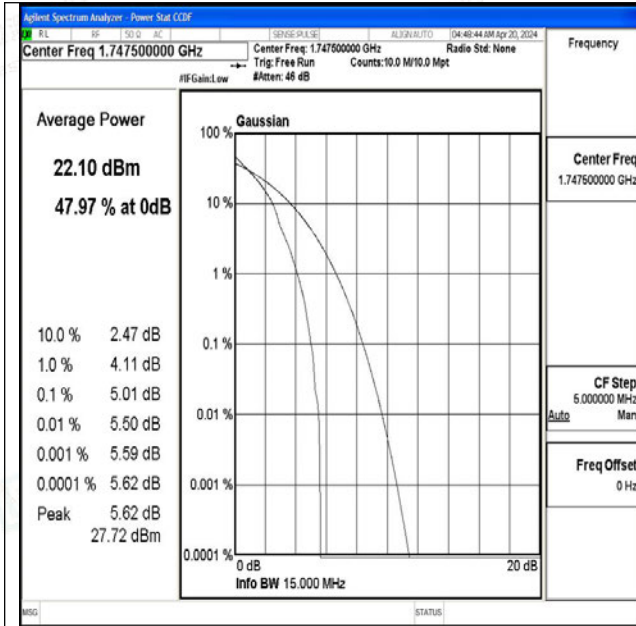 Agilent Spectrum Analyzer - Power Stat CCDF
RL RF 50 Ω AC SENSE:PULSE ALIGNAUTO 04:48:44 AM Apr 20, 2024
Center Freq 1.747500000 GHz
Center Freq: 1.747500000 GHz Radio Std: None
Trig: Free Run Counts:10.0 M/10.0 Mpt
#IFGain:Low #Atten: 46 dB
Frequency
Average Power
22.10 dBm
47.97 % at 0dB
10.0 % 2.47 dB
1.0 % 4.11 dB
0.1 % 5.01 dB
0.01 % 5.50 dB
0.001 % 5.59 dB
0.0001 % 5.62 dB
Peak 5.62 dB
27.72 dBm
Gaussian
100 %
10 %
1 %
0.1 %
0.01 %
0.001 %
0.0001 %
0 dB 20 dB
Info BW 15.000 MHz
Center Freq
1.747500000 GHz
CF Step
5.000000 MHz
Auto Man
Freq Offset
0 Hz
MSG STATUS